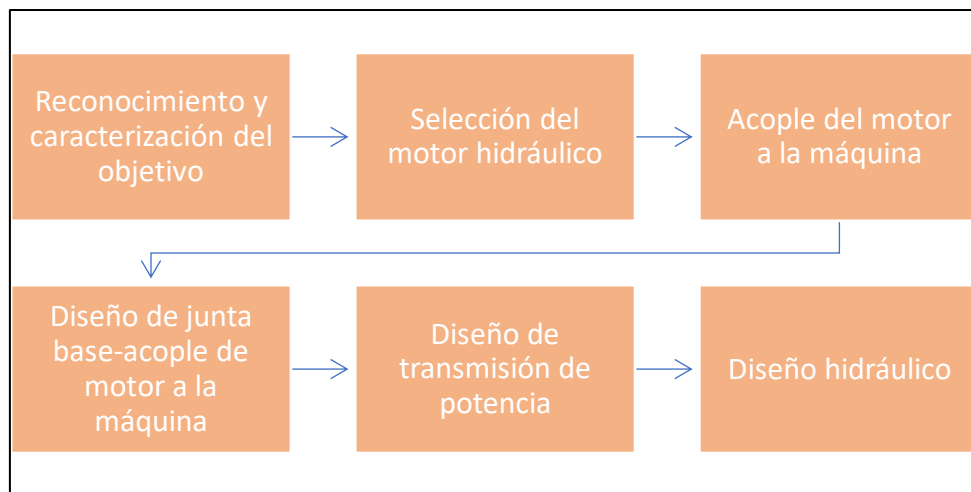 Reconocimiento y
caracterización del
objetivo
Selección del
motor hidráulico
Acople del motor
a la máquina
Diseño de junta
base-acople de
motor a la
máquina
Diseño de
transmisión de
potencia
Diseño hidráulico